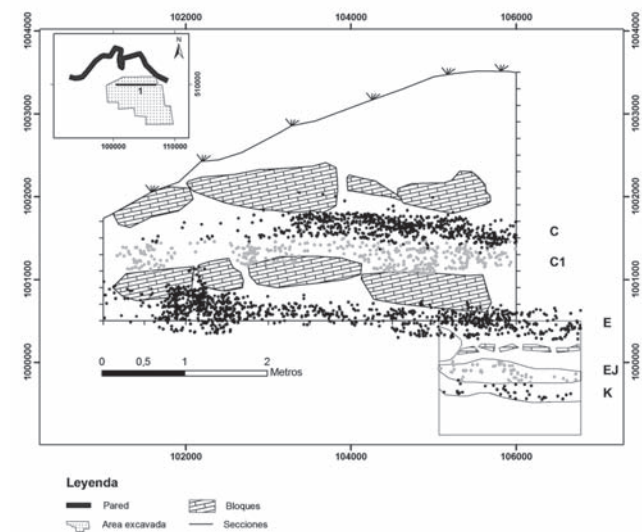 102000 104000 106000
1004000 1004000
N
510000
1
100000 110000
1003000 1003000
1002000 1002000
C
C1
1001000 1001000
E
0 0,5 1 2
Metros
1000000 1000000
EJ
K
102000 104000 106000
Leyenda
Pared Bloques
Area excavada Secciones